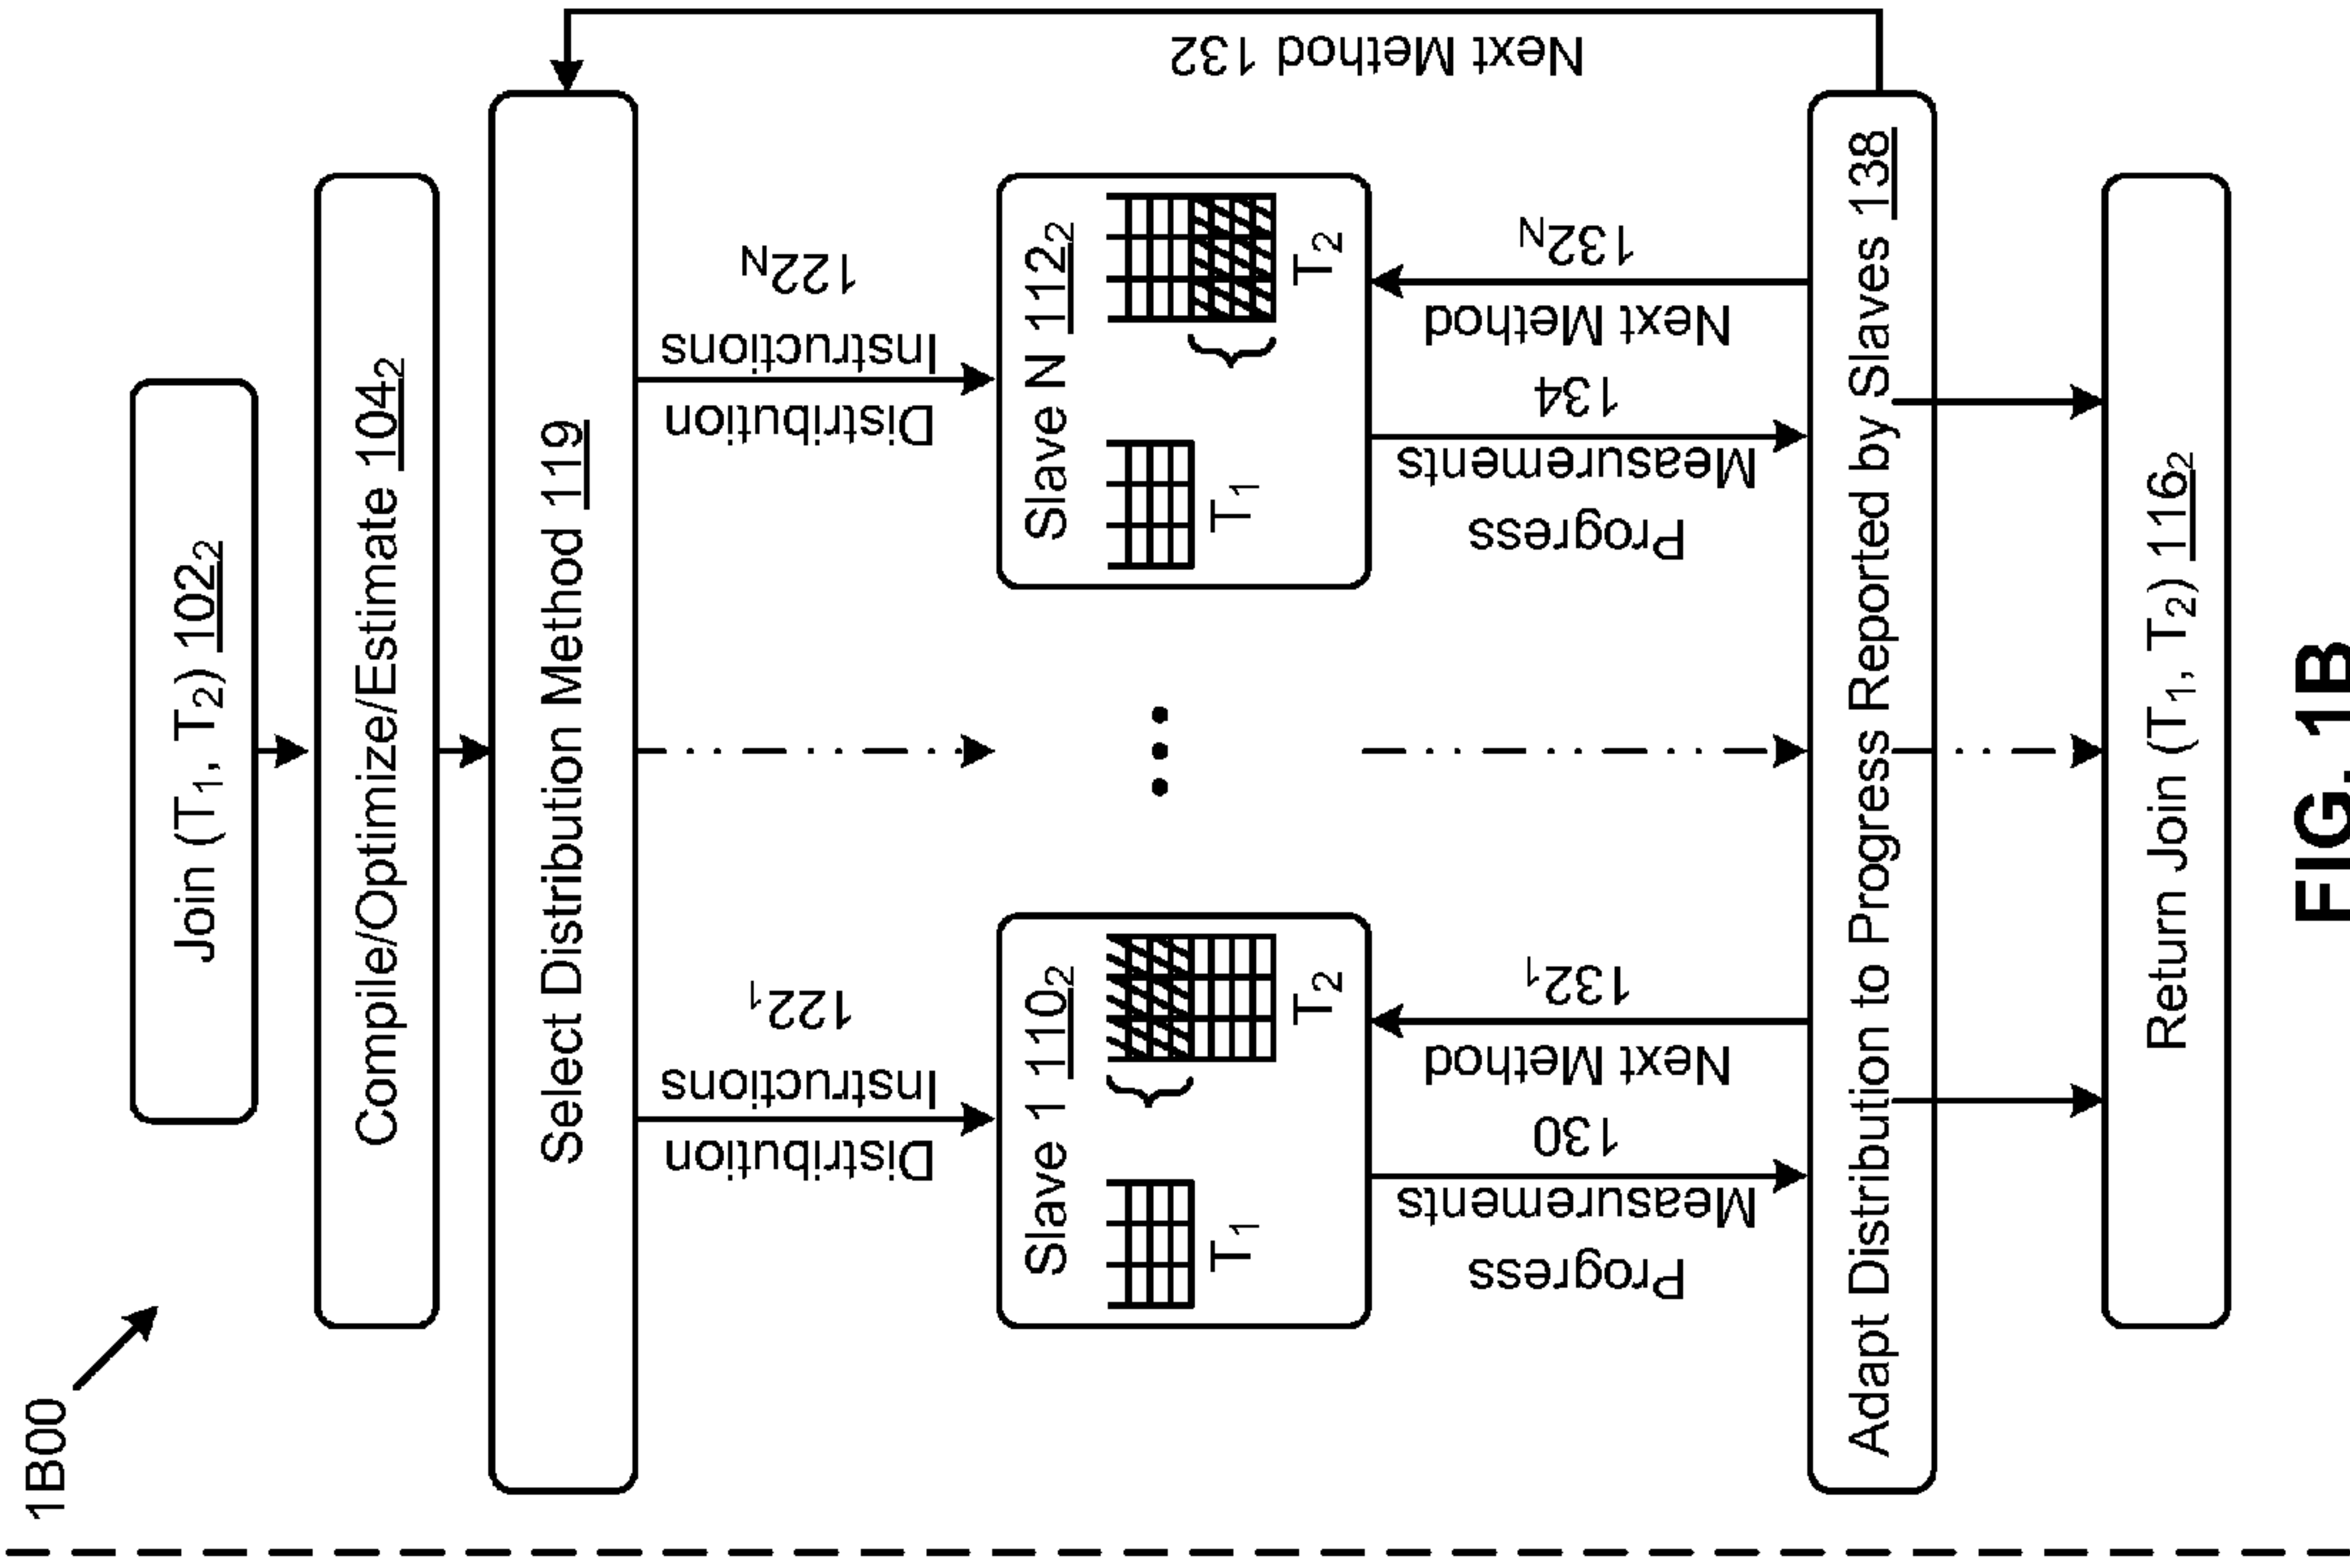 1B00
Join (T1, T2) 1022
Compile/Optimize/Estimate 1042
Select Distribution Method 119
Distribution
Instructions
1221
Distribution
Instructions
122N
Slave 1 1102
T1
T2
Slave N 1122
T1
T2
Progress
Measurements
130
Next Method
1321
Progress
Measurements
134
Next Method
132N
Next Method 132
Adapt Distribution to Progress Reported by Slaves 138
Return Join (T1, T2) 1162
FIG. 1B